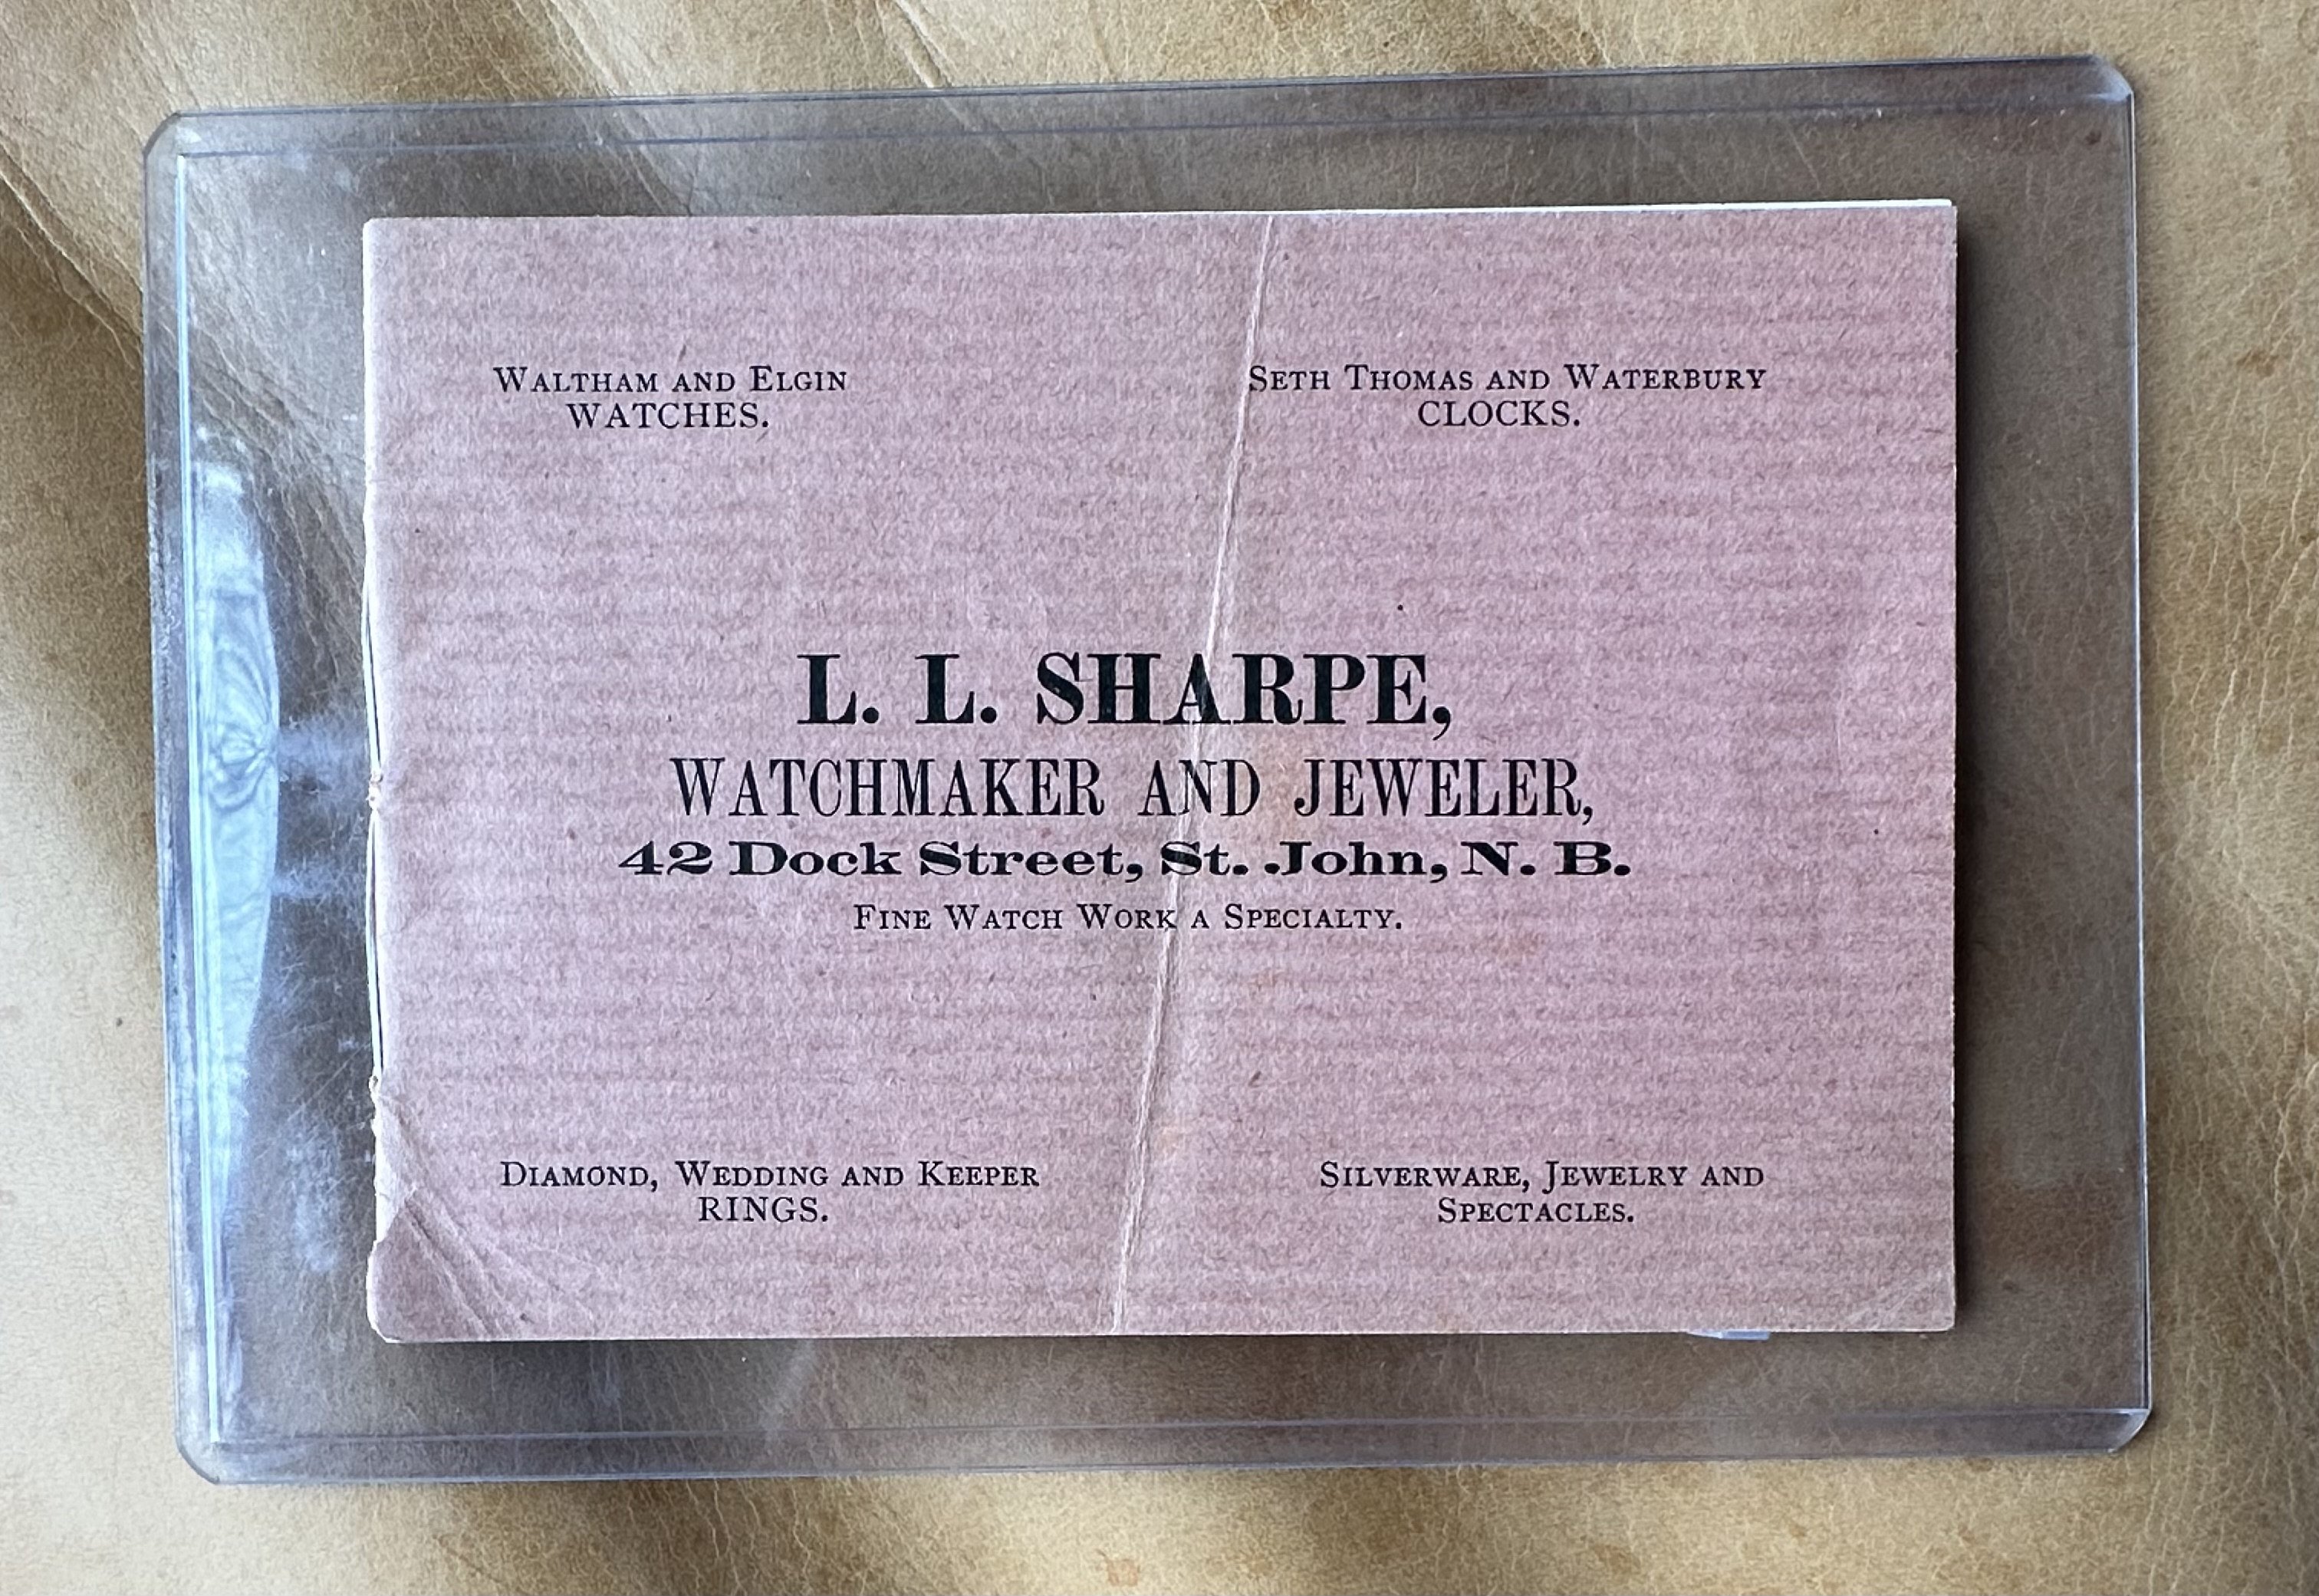 Waltham and Elgin
WATCHES.
Seth Thomas and Waterbury
CLOCKS.
L. L. SHARPE,
WATCHMAKER AND JEWELER,
42 Dock Street, St. John, N. B.
Fine Watch Work a Specialty.
Diamond, Wedding and Keeper
RINGS.
Silverware, Jewelry and
Spectacles.